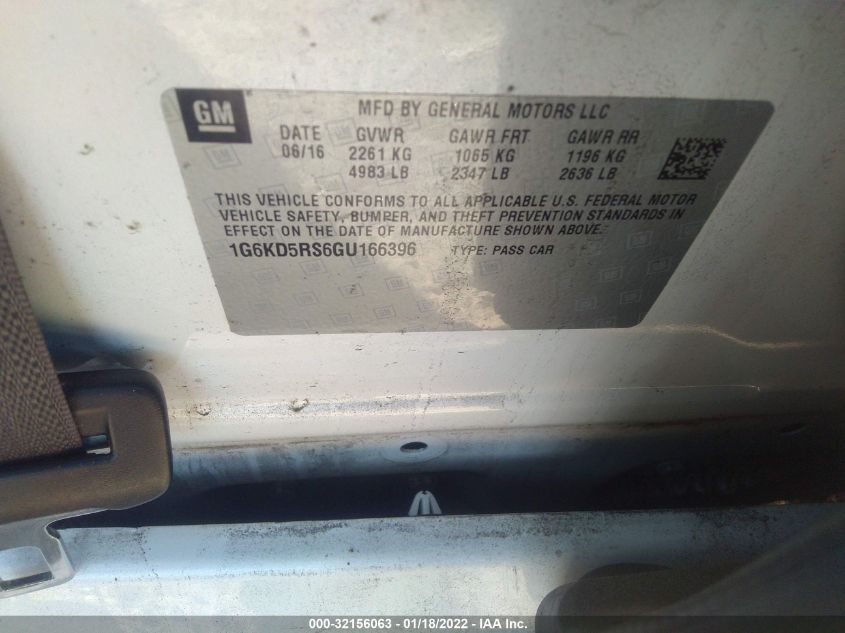 GM
MFD BY GENERAL MOTORS LLC
DATE GVWR GAWR FRT GAWR RR
06/16 2261 KG 1065 KG 1196 KG
4983 LB 2347 LB 2636 LB
THIS VEHICLE CONFORMS TO ALL APPLICABLE U.S. FEDERAL MOTOR
VEHICLE SAFETY, BUMPER, AND THEFT PREVENTION STANDARDS IN
EFFECT ON THE DATE OF MANUFACTURE SHOWN ABOVE.
1G6KD5RS6GU166396 TYPE: PASS CAR
000-32156063 - 01/18/2022 - IAA Inc.